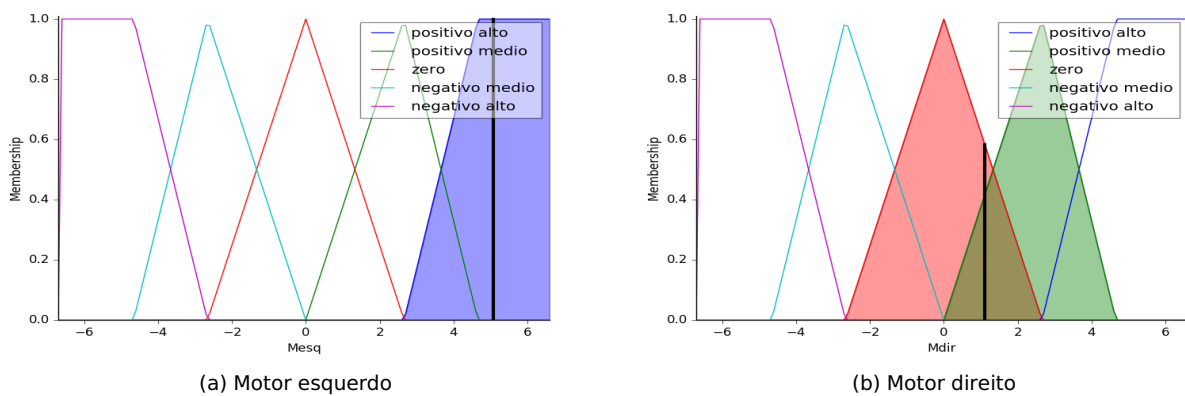 1.0
0.8
0.6
0.4
0.2
0.0
Membership
−6 −4 −2 0 2 4 6
Mesq
positivo alto
positivo medio
zero
negativo medio
negativo alto
(a) Motor esquerdo
1.0
0.8
0.6
0.4
0.2
0.0
Membership
−6 −4 −2 0 2 4 6
Mdir
positivo alto
positivo medio
zero
negativo medio
negativo alto
(b) Motor direito